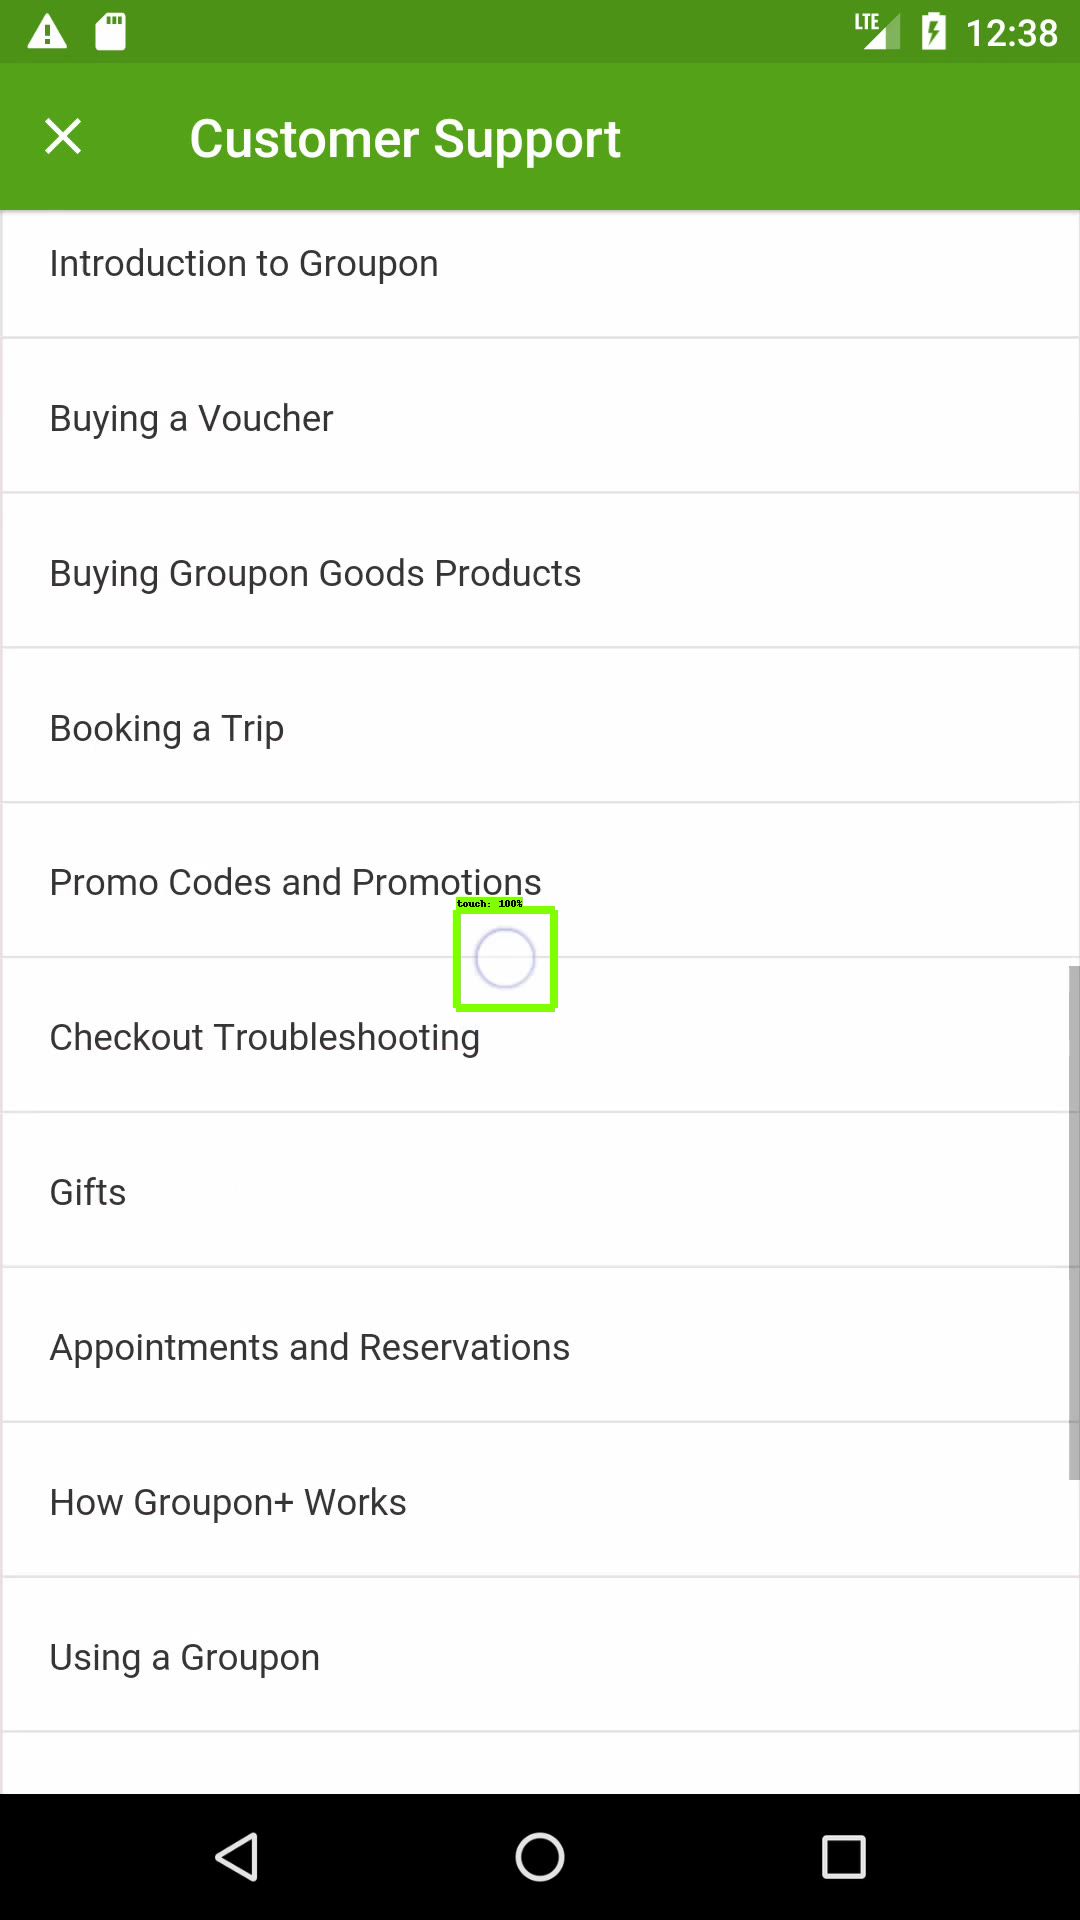 LTE 12:38
Customer Support
Introduction to Groupon
Buying a Voucher
Buying Groupon Goods Products
Booking a Trip
Promo Codes and Promotions
touch: 100%
Checkout Troubleshooting
Gifts
Appointments and Reservations
How Groupon+ Works
Using a Groupon